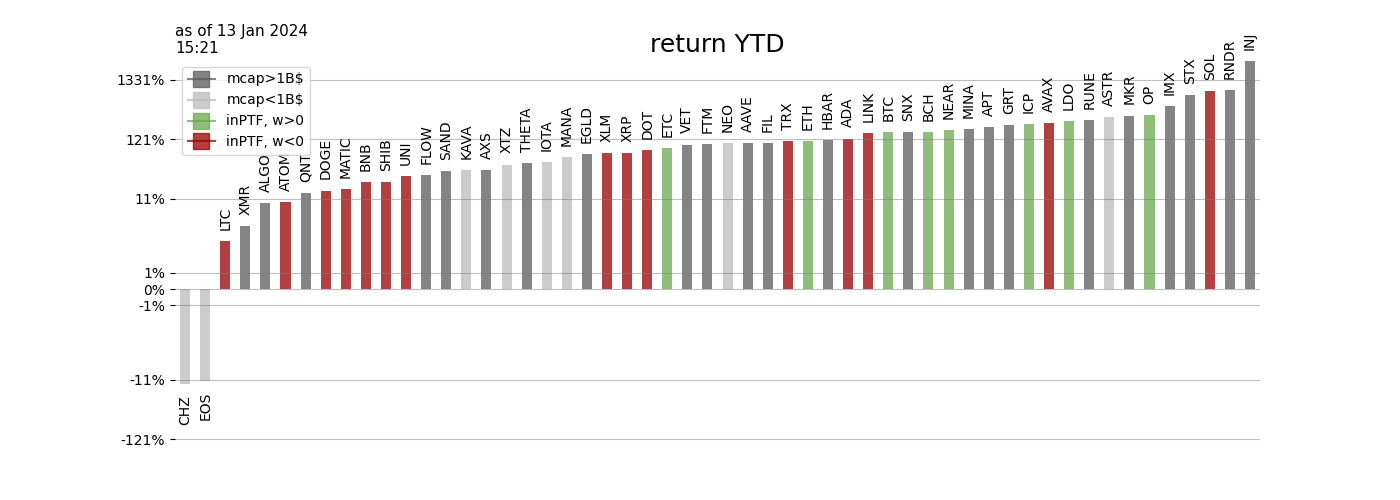 as of 13 Jan 2024
15:21
return YTD
mcap>1B$
mcap<1B$
inPTF, w>0
inPTF, w<0
1331%
121%
11%
1%
0%
-1%
-11%
-121%
CHZ
EOS
LTC
XMR
ALGO
ATOM
QNT
DOGE
MATIC
BNB
SHIB
UNI
FLOW
SAND
KAVA
AXS
XTZ
THETA
IOTA
MANA
EGLD
XLM
XRP
DOT
ETC
VET
FTM
NEO
AAVE
FIL
TRX
ETH
HBAR
ADA
LINK
BTC
SNX
BCH
NEAR
MINA
APT
GRT
ICP
AVAX
LDO
RUNE
ASTR
MKR
OP
IMX
STX
SOL
RNDR
INJ